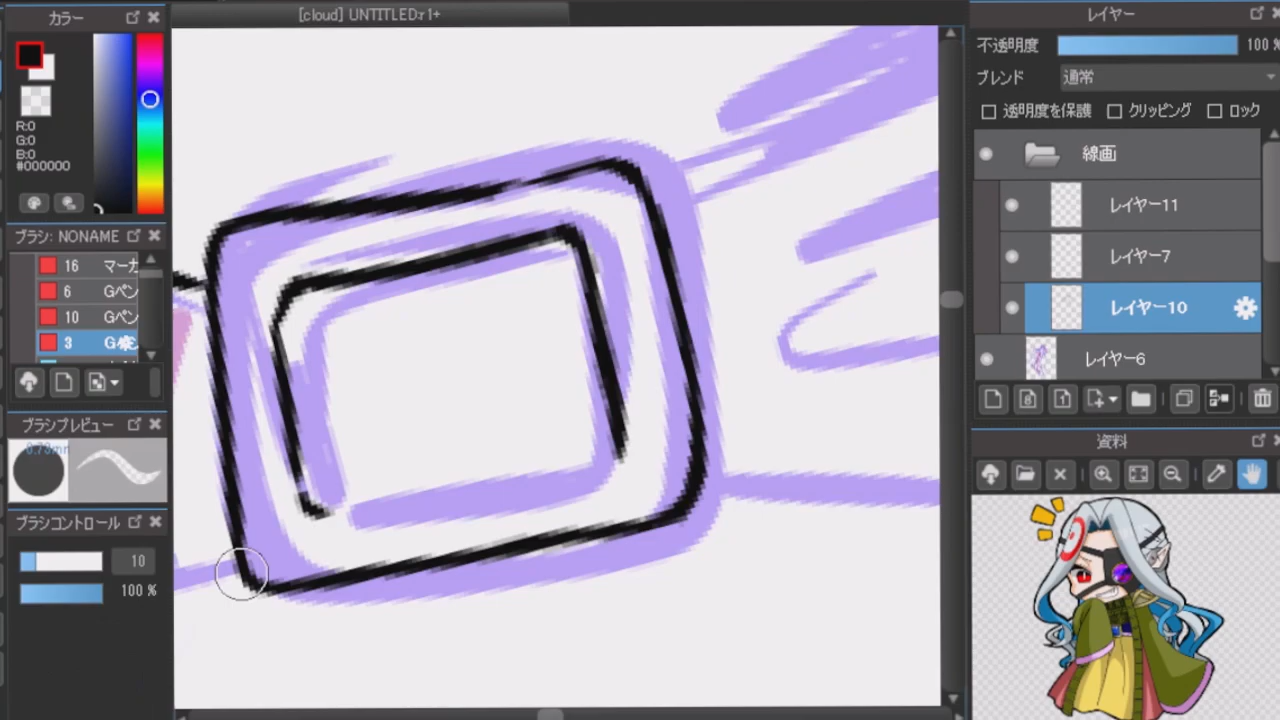 カラー
[cloud] UNTITLED:r1+
レイヤー
不透明度 100 %
ブレンド 通常
透明度を保護 クリッピング ロック
R:0
G:0
B:0
#000000
線画
レイヤー11
ブラシ: NONAME
レイヤー7
16 マーカ
6 Gペン
10 Gペン
レイヤー10
3
レイヤー6
ブラシプレビュー
資料
ブラシコントロール
10
100 %